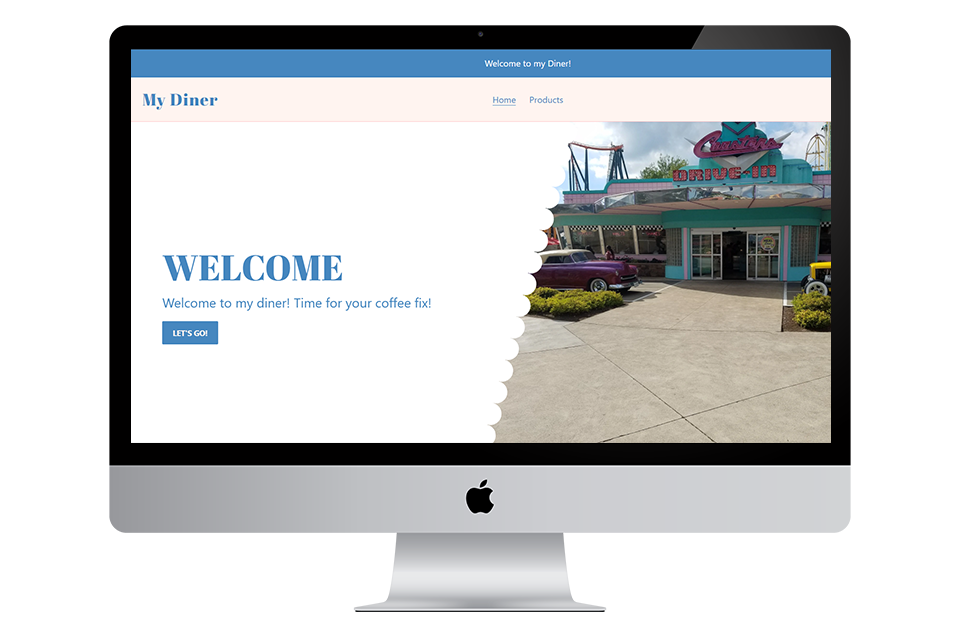 Welcome to my Diner!
My Diner
Home Products
WELCOME
Welcome to my diner! Time for your coffee fix!
LET'S GO!
DRIVE-IN